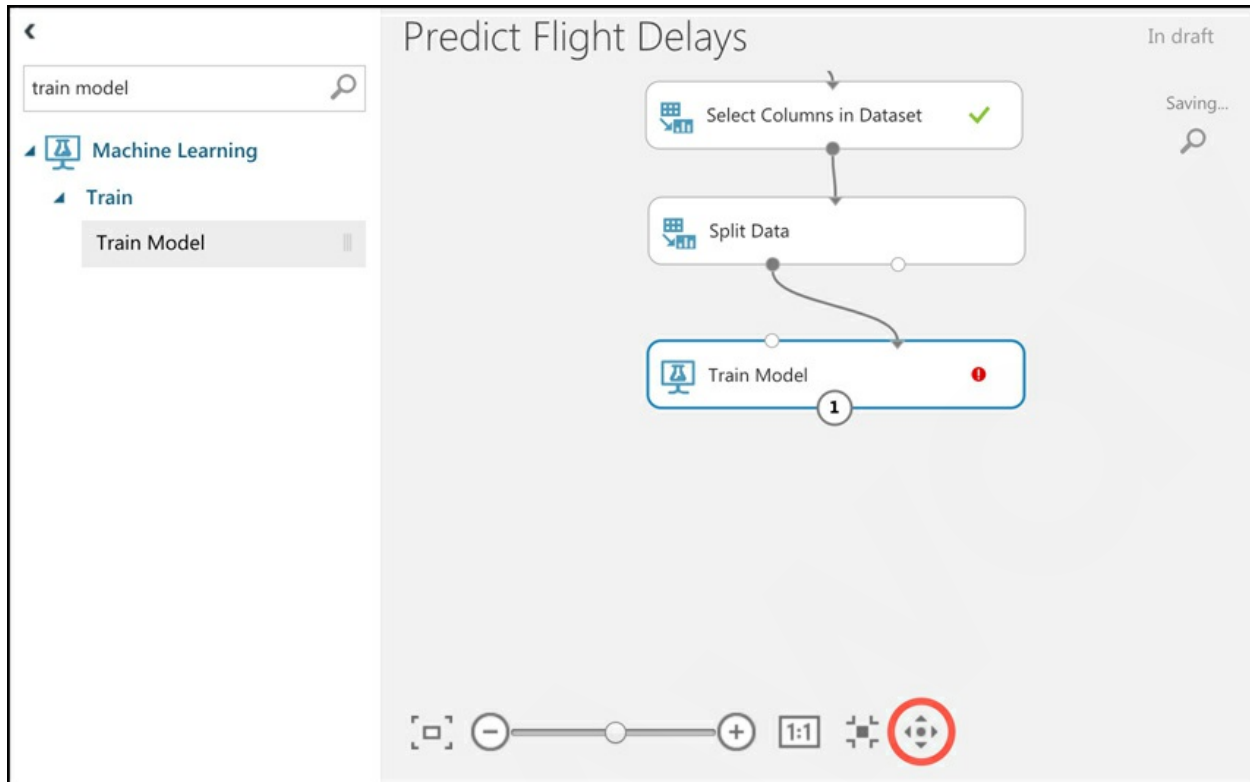 Predict Flight Delays
In draft
train model
Saving...
Select Columns in Dataset
Machine Learning
Train
Split Data
Train Model
Train Model
1
1:1